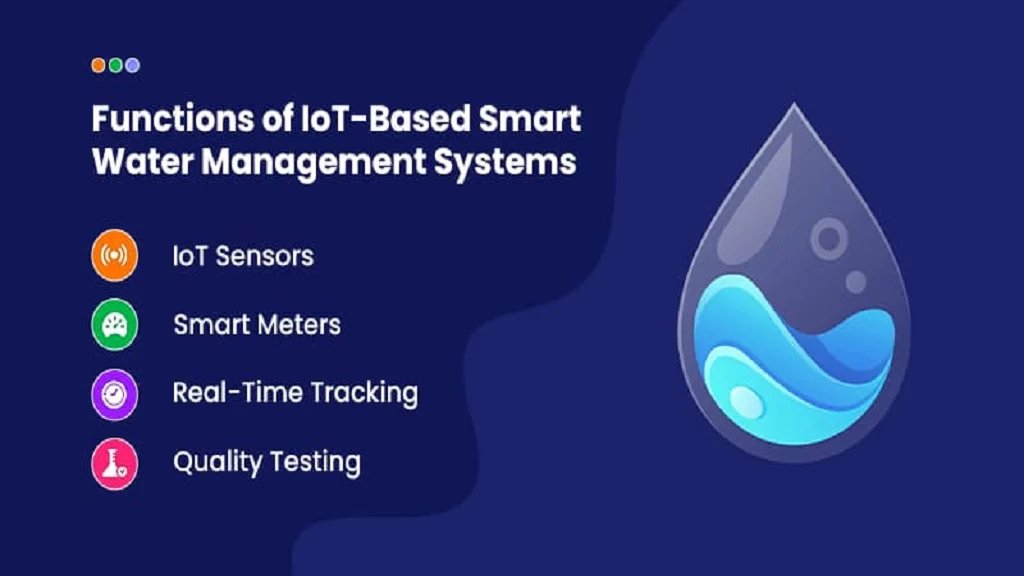 Functions of IoT-Based Smart
Water Management Systems
IoT Sensors
Smart Meters
Real-Time Tracking
Quality Testing